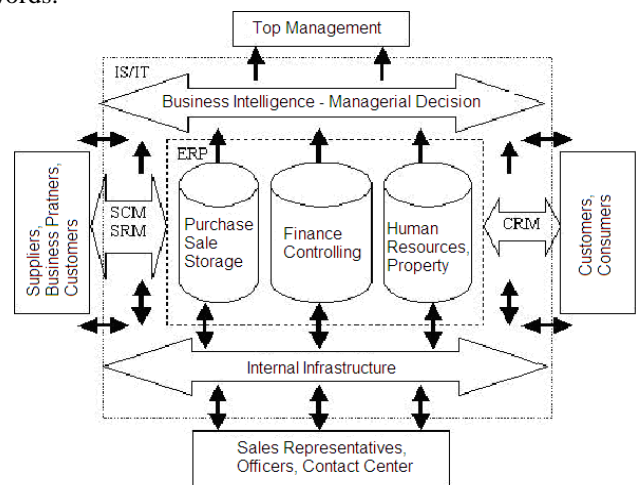 Top Management
IS/IT
Business Intelligence - Managerial Decision
ERP
Suppliers,
Business Pratners,
Customers
SCM
SRM
Purchase
Sale
Storage
Finance
Controlling
Human
Resources,
Property
CRM
Customers,
Consumers
Internal Infrastructure
Sales Representatives,
Officers, Contact Center